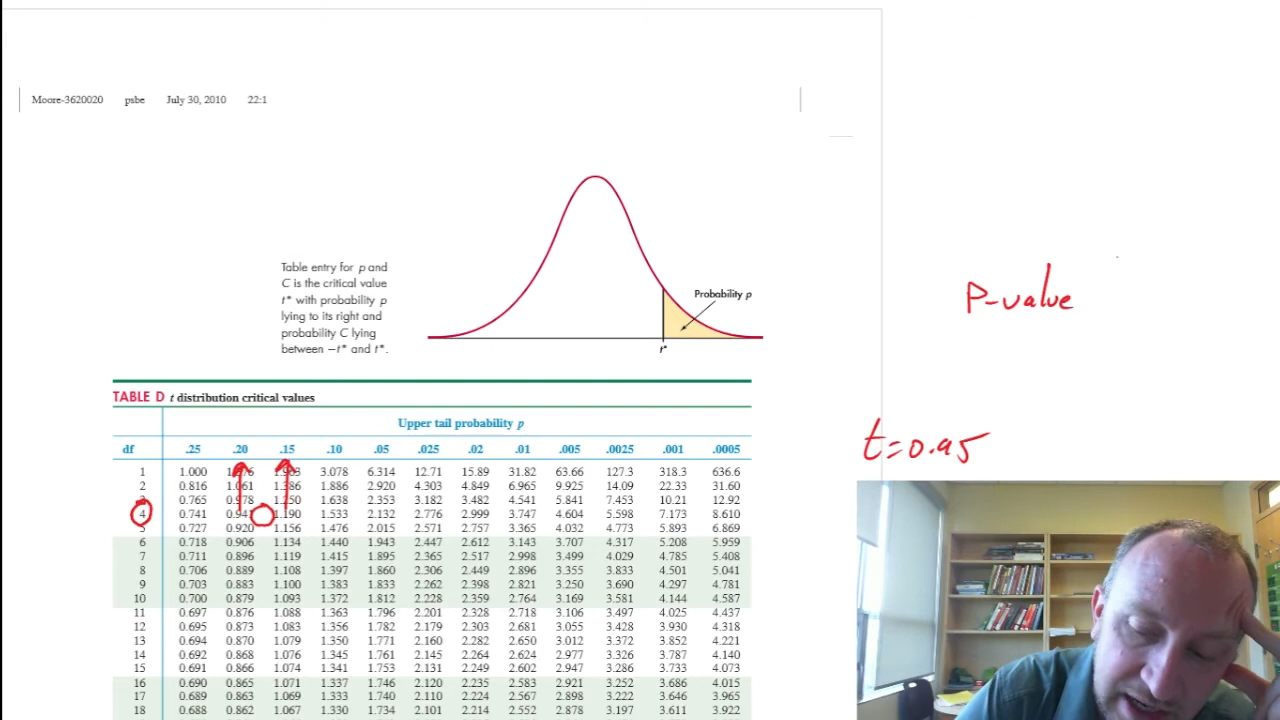 Moore-3620020 psbe July 30, 2010 22:1
Table entry for p and
C is the critical value
t* with probability p
lying to its right and
probability C lying
between −t* and t*.
Probability p
t*
P-value
t=0.95
TABLE D t distribution critical values
Upper tail probability p
df .25 .20 .15 .10 .05 .025 .02 .01 .005 .0025 .001 .0005
1 1.000 3.078 6.314 12.71 15.89 31.82 63.66 127.3 318.3 636.6
2 0.816 1.061 1.386 1.886 2.920 4.303 4.849 6.965 9.925 14.09 22.33 31.60
3 0.765 0.978 1.250 1.638 2.353 3.182 3.482 4.541 5.841 7.453 10.21 12.92
4 0.741 0.941 1.190 1.533 2.132 2.776 2.999 3.747 4.604 5.598 7.173 8.610
5 0.727 0.920 1.156 1.476 2.015 2.571 2.757 3.365 4.032 4.773 5.893 6.869
6 0.718 0.906 1.134 1.440 1.943 2.447 2.612 3.143 3.707 4.317 5.208 5.959
7 0.711 0.896 1.119 1.415 1.895 2.365 2.517 2.998 3.499 4.029 4.785 5.408
8 0.706 0.889 1.108 1.397 1.860 2.306 2.449 2.896 3.355 3.833 4.501 5.041
9 0.703 0.883 1.100 1.383 1.833 2.262 2.398 2.821 3.250 3.690 4.297 4.781
10 0.700 0.879 1.093 1.372 1.812 2.228 2.359 2.764 3.169 3.581 4.144 4.587
11 0.697 0.876 1.088 1.363 1.796 2.201 2.328 2.718 3.106 3.497 4.025 4.437
12 0.695 0.873 1.083 1.356 1.782 2.179 2.303 2.681 3.055 3.428 3.930 4.318
13 0.694 0.870 1.079 1.350 1.771 2.160 2.282 2.650 3.012 3.372 3.852 4.221
14 0.692 0.868 1.076 1.345 1.761 2.145 2.264 2.624 2.977 3.326 3.787 4.140
15 0.691 0.866 1.074 1.341 1.753 2.131 2.249 2.602 2.947 3.286 3.733 4.073
16 0.690 0.865 1.071 1.337 1.746 2.120 2.235 2.583 2.921 3.252 3.686 4.015
17 0.689 0.863 1.069 1.333 1.740 2.110 2.224 2.567 2.898 3.222 3.646 3.965
18 0.688 0.862 1.067 1.330 1.734 2.101 2.214 2.552 2.878 3.197 3.611 3.922